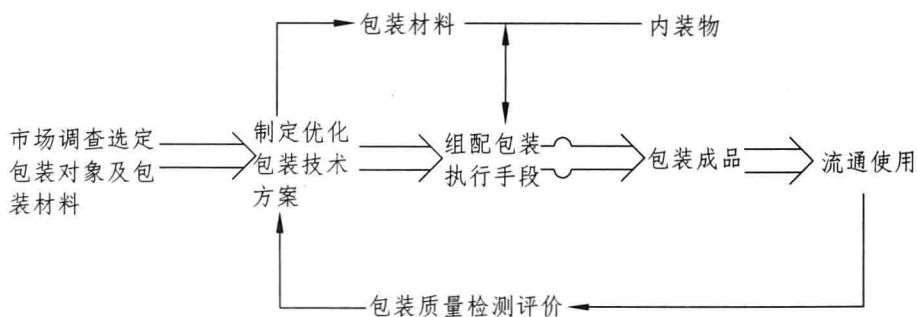 包装材料
内装物
市场调查选定
包装对象及包
装材料
制定优化
包装技术
方案
组配包装
执行手段
包装成品
流通使用
包装质量检测评价